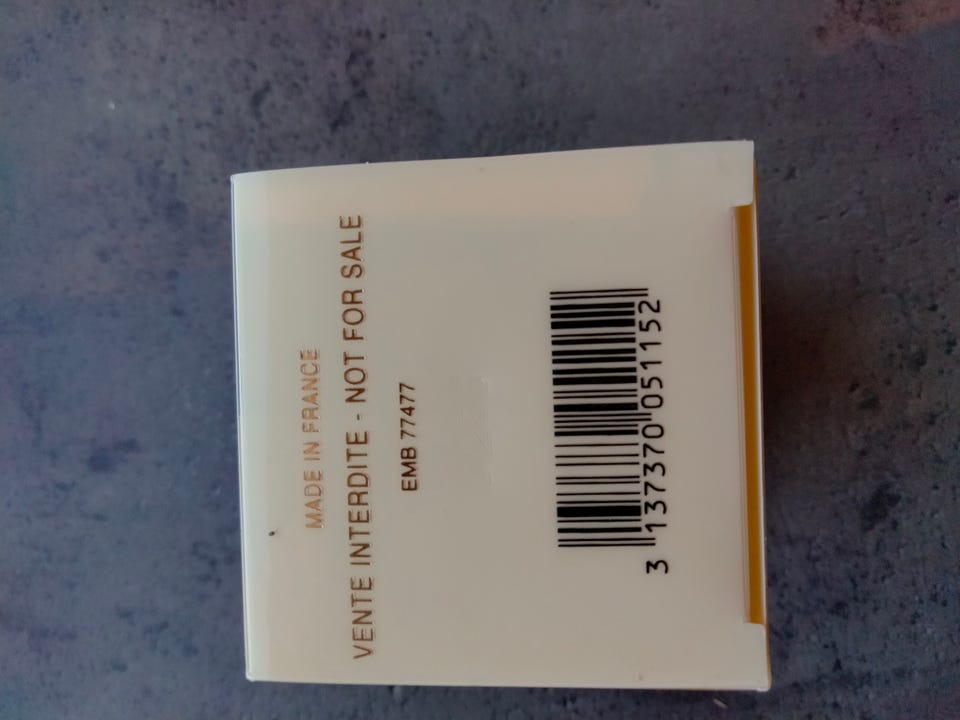 MADE IN FRANCE
VENTE INTERDITE - NOT FOR SALE
EMB 77477
3 137370 051152